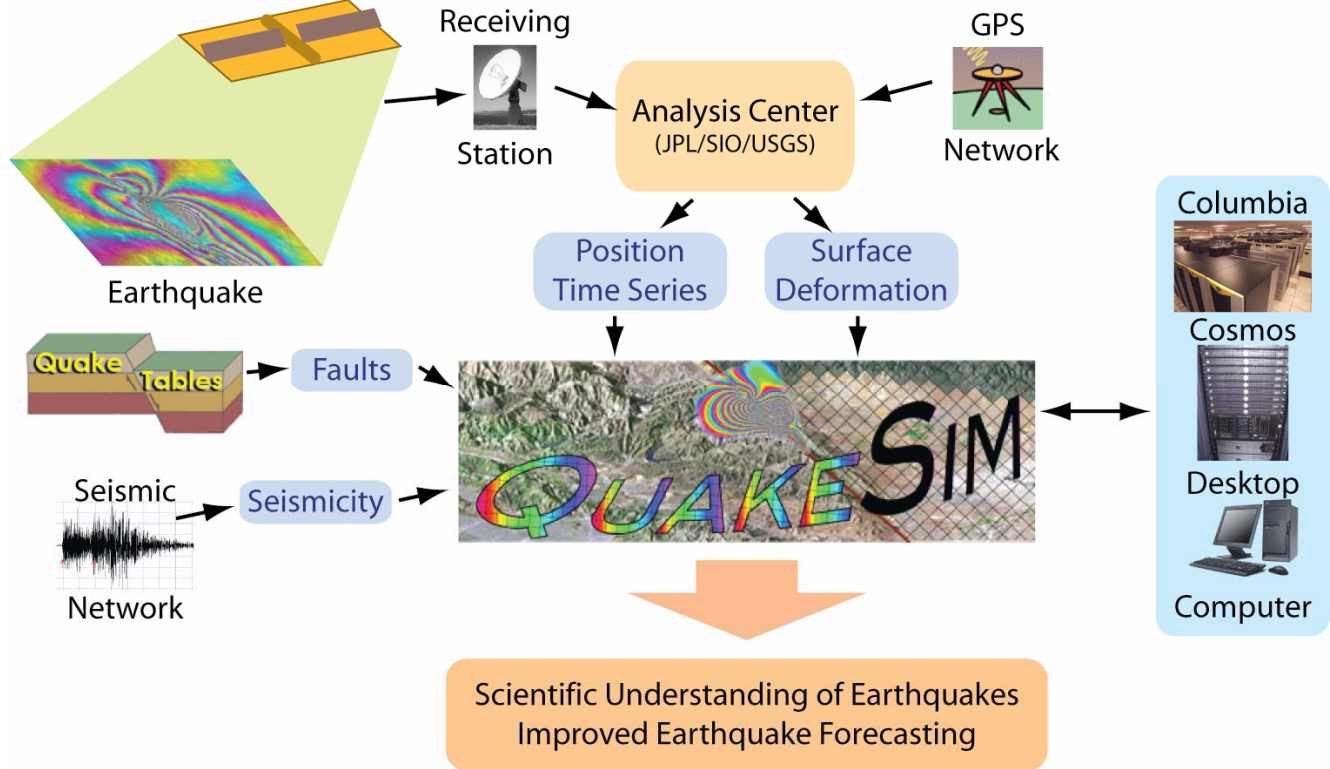 Receiving
Station
GPS
Network
Analysis Center
(JPL/SIO/USGS)
Earthquake
Position
Time Series
Surface
Deformation
Columbia
Cosmos
Desktop
Computer
Quake
Tables
Faults
Seismic
Network
Seismicity
QUAKESIM
Scientific Understanding of Earthquakes
Improved Earthquake Forecasting